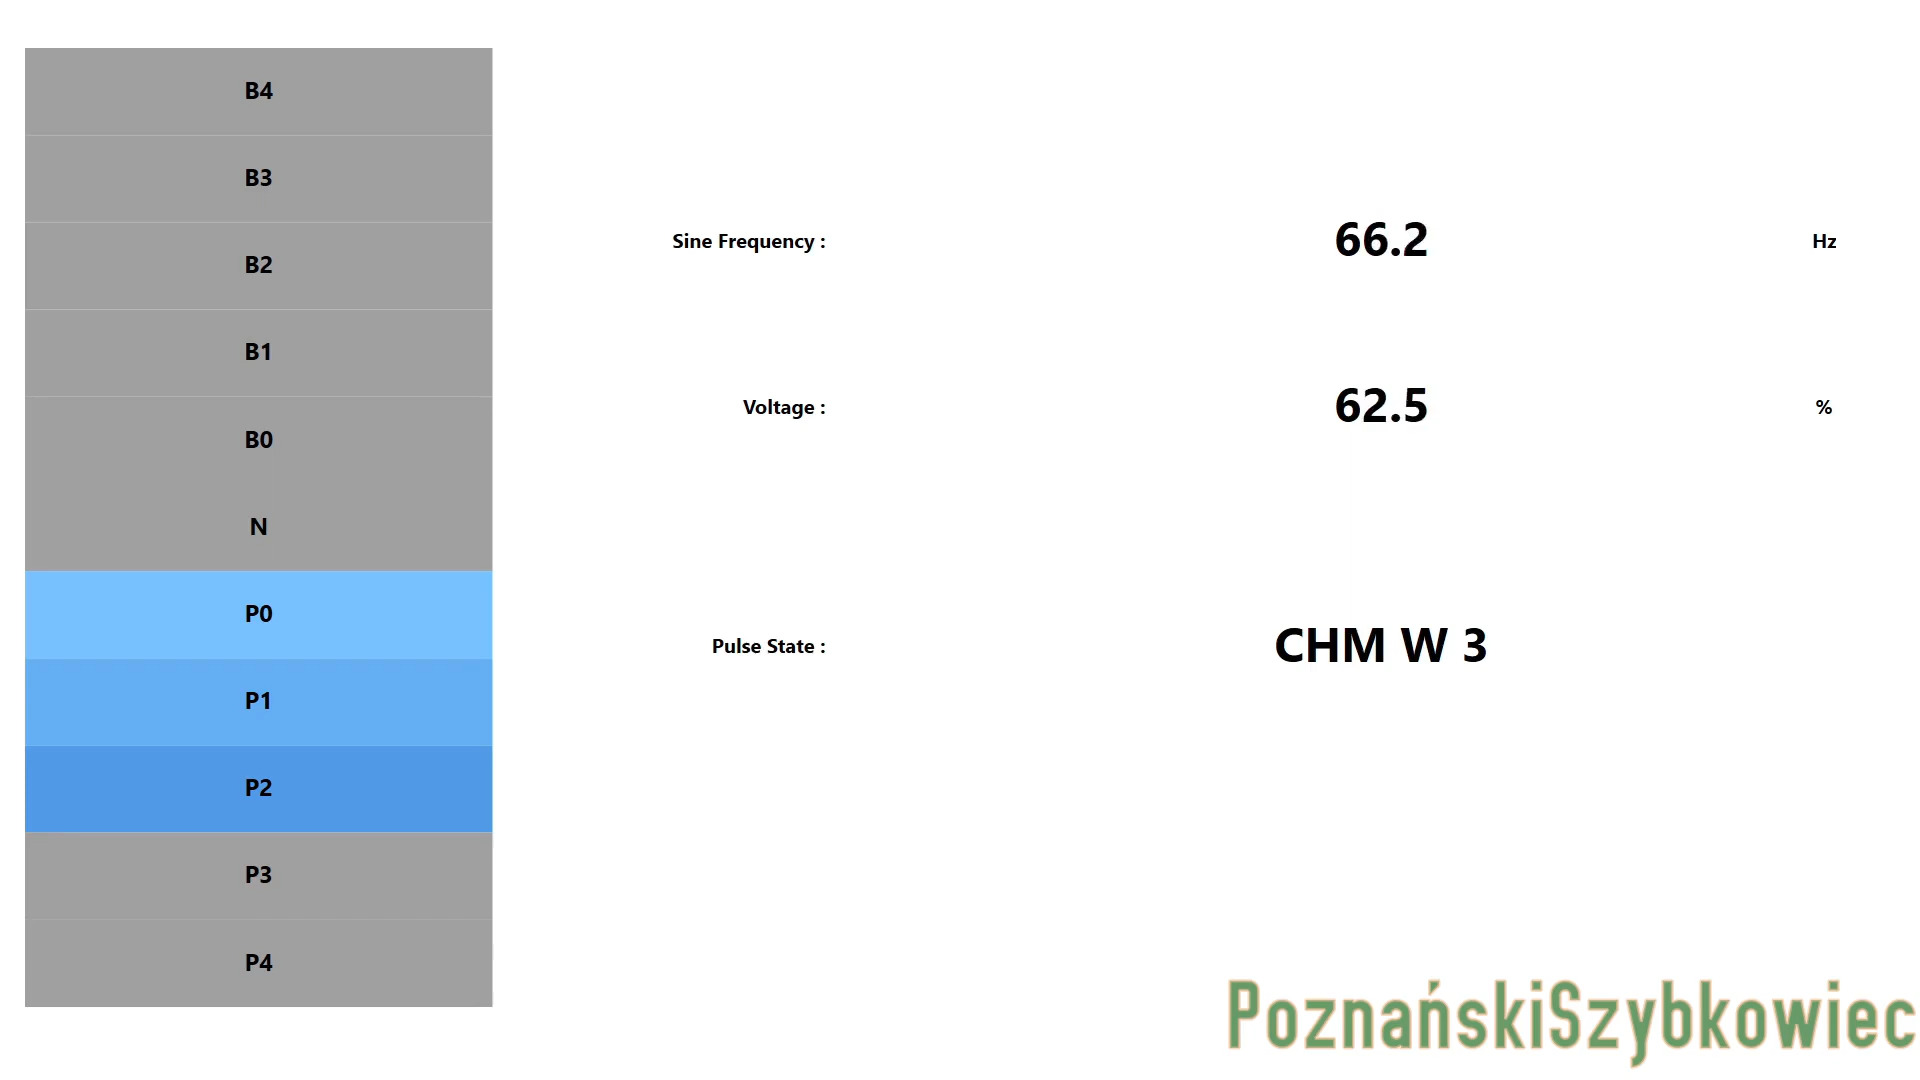 B4
B3
B2
B1
B0
N
P0
P1
P2
P3
P4
Sine Frequency : 66.2 Hz
Voltage : 62.5 %
Pulse State : CHM W 3
PoznańskiSzybkowiec